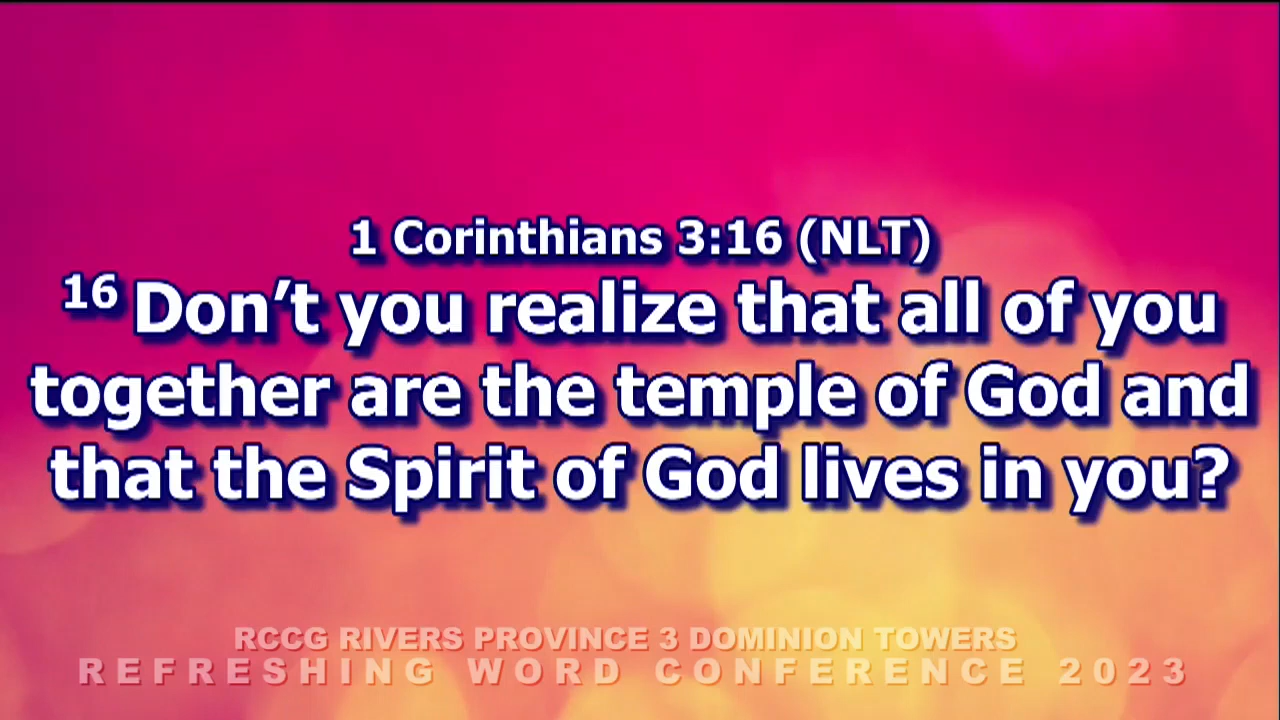 1 Corinthians 3:16 (NLT)
16 Don’t you realize that all of you
together are the temple of God and
that the Spirit of God lives in you?
RCCG RIVERS PROVINCE 3 DOMINION TOWERS
REFRESHING WORD CONFERENCE 2023